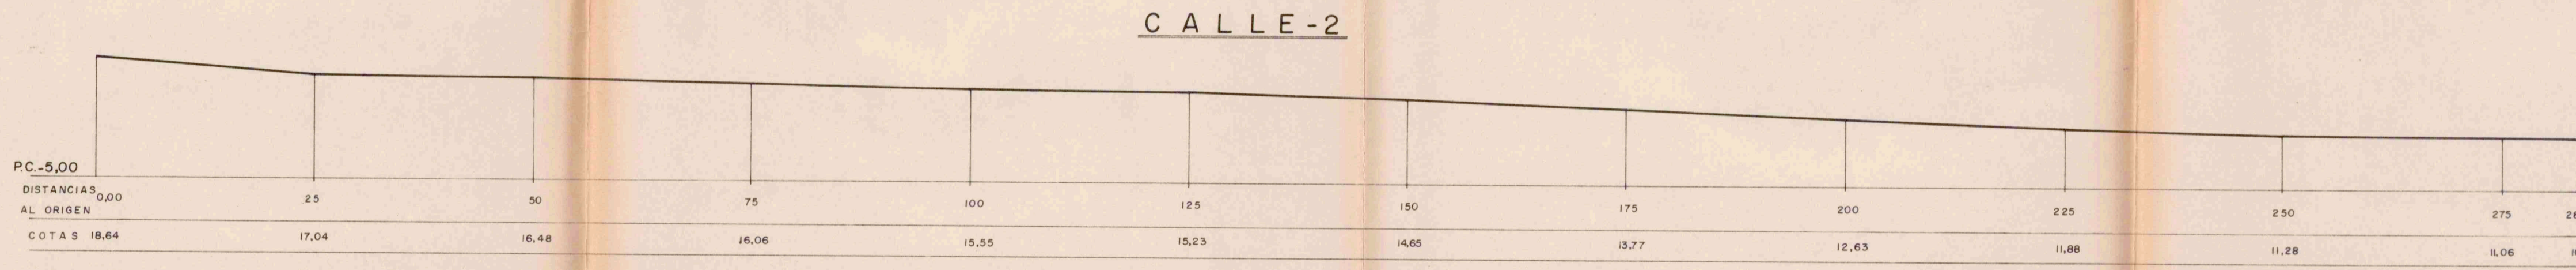 CALLE-2
P.C.-5,00
DISTANCIAS AL ORIGEN 0,00 25 50 75 100 125 150 175 200 225 250 275
COTAS 18,64 17,04 16,48 16,06 15,55 15,23 14,65 13,77 12,63 11,88 11,28 11,06